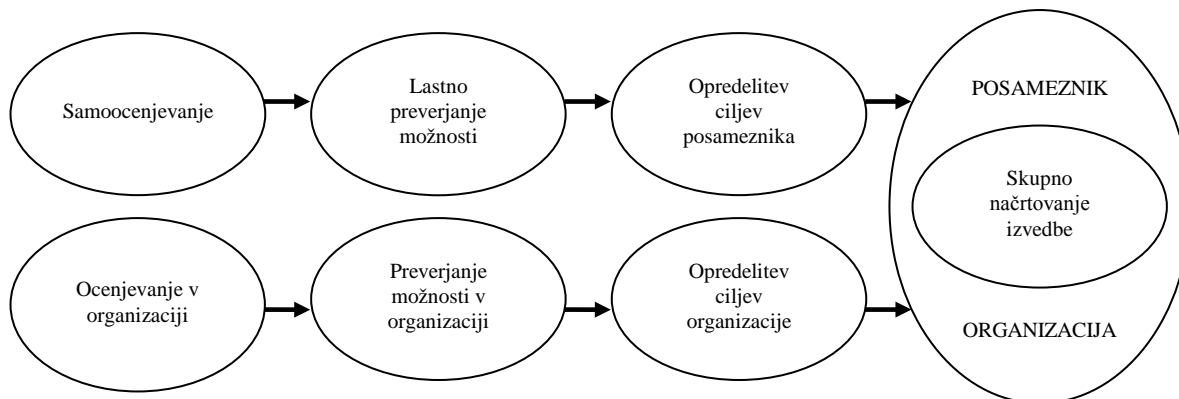 Samoocenjevanje
Lastno
preverjanje
možnosti
Opredelitev
ciljev
posameznika
POSAMEZNIK
Skupno
načrtovanje
izvedbe
Ocenjevanje v
organizaciji
Preverjanje
možnosti v
organizaciji
Opredelitev
ciljev
organizacije
ORGANIZACIJA